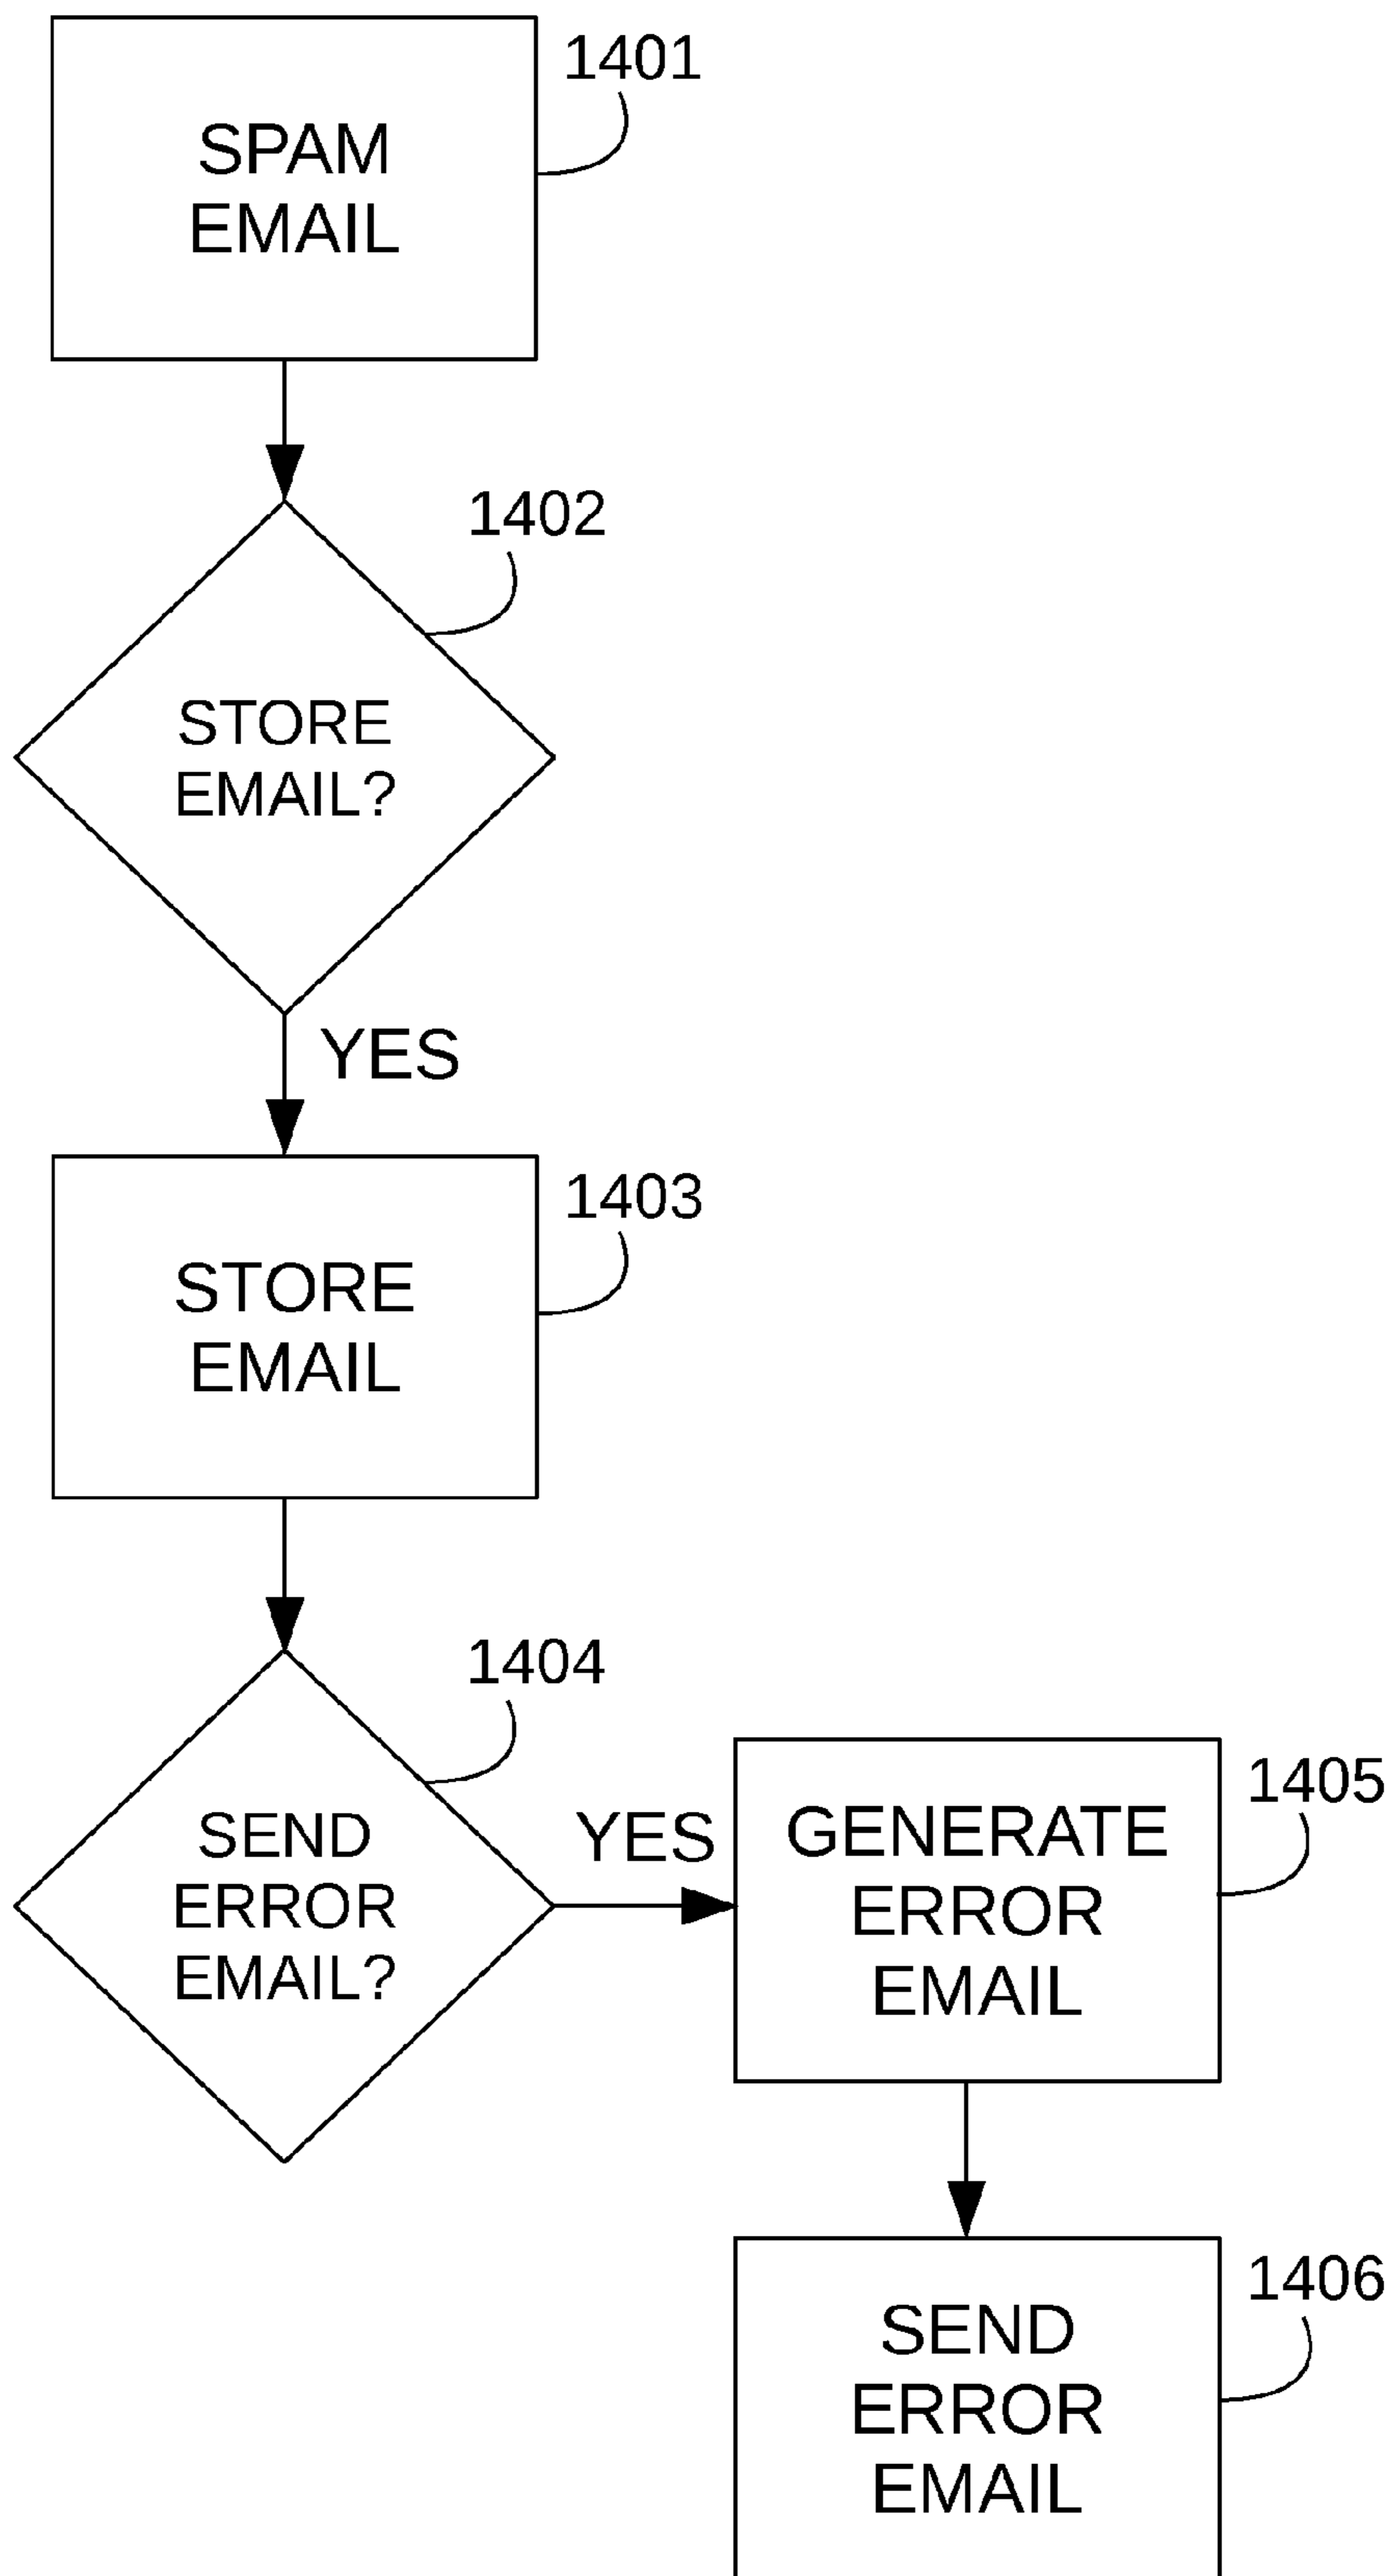 1401
SPAM
EMAIL
1402
STORE
EMAIL?
YES
1403
STORE
EMAIL
1404
SEND
ERROR
EMAIL?
YES
1405
GENERATE
ERROR
EMAIL
1406
SEND
ERROR
EMAIL